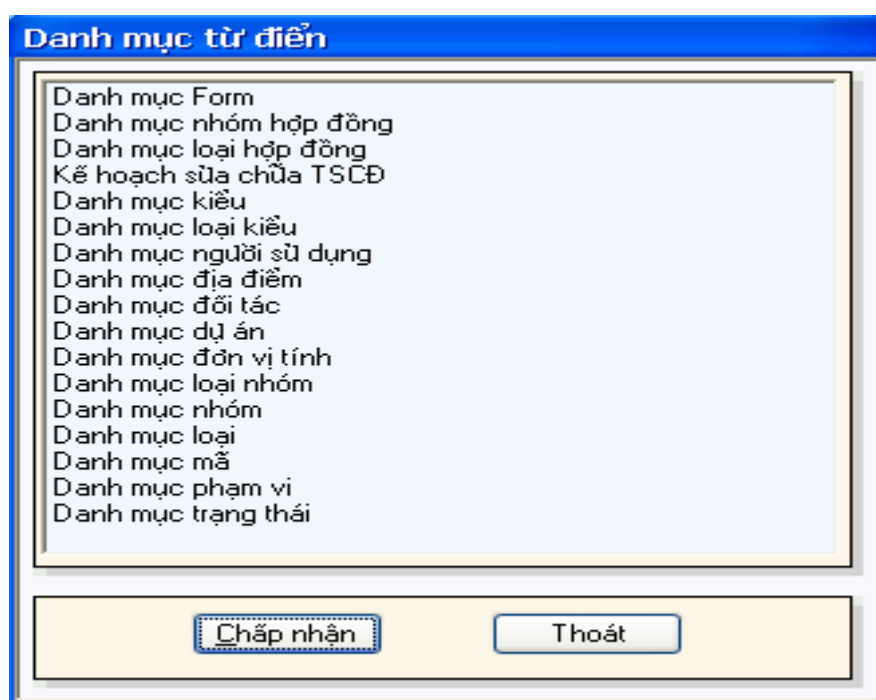 Danh mục từ điển
Danh mục Form
Danh mục nhóm hợp đồng
Danh mục loại hợp đồng
Kế hoạch sửa chữa TSCĐ
Danh mục kiểu
Danh mục loại kiểu
Danh mục người sử dụng
Danh mục địa điểm
Danh mục đối tác
Danh mục dự án
Danh mục đơn vị tính
Danh mục loại nhóm
Danh mục nhóm
Danh mục loại
Danh mục mã
Danh mục phạm vi
Danh mục trạng thái
Chấp nhận
Thoát